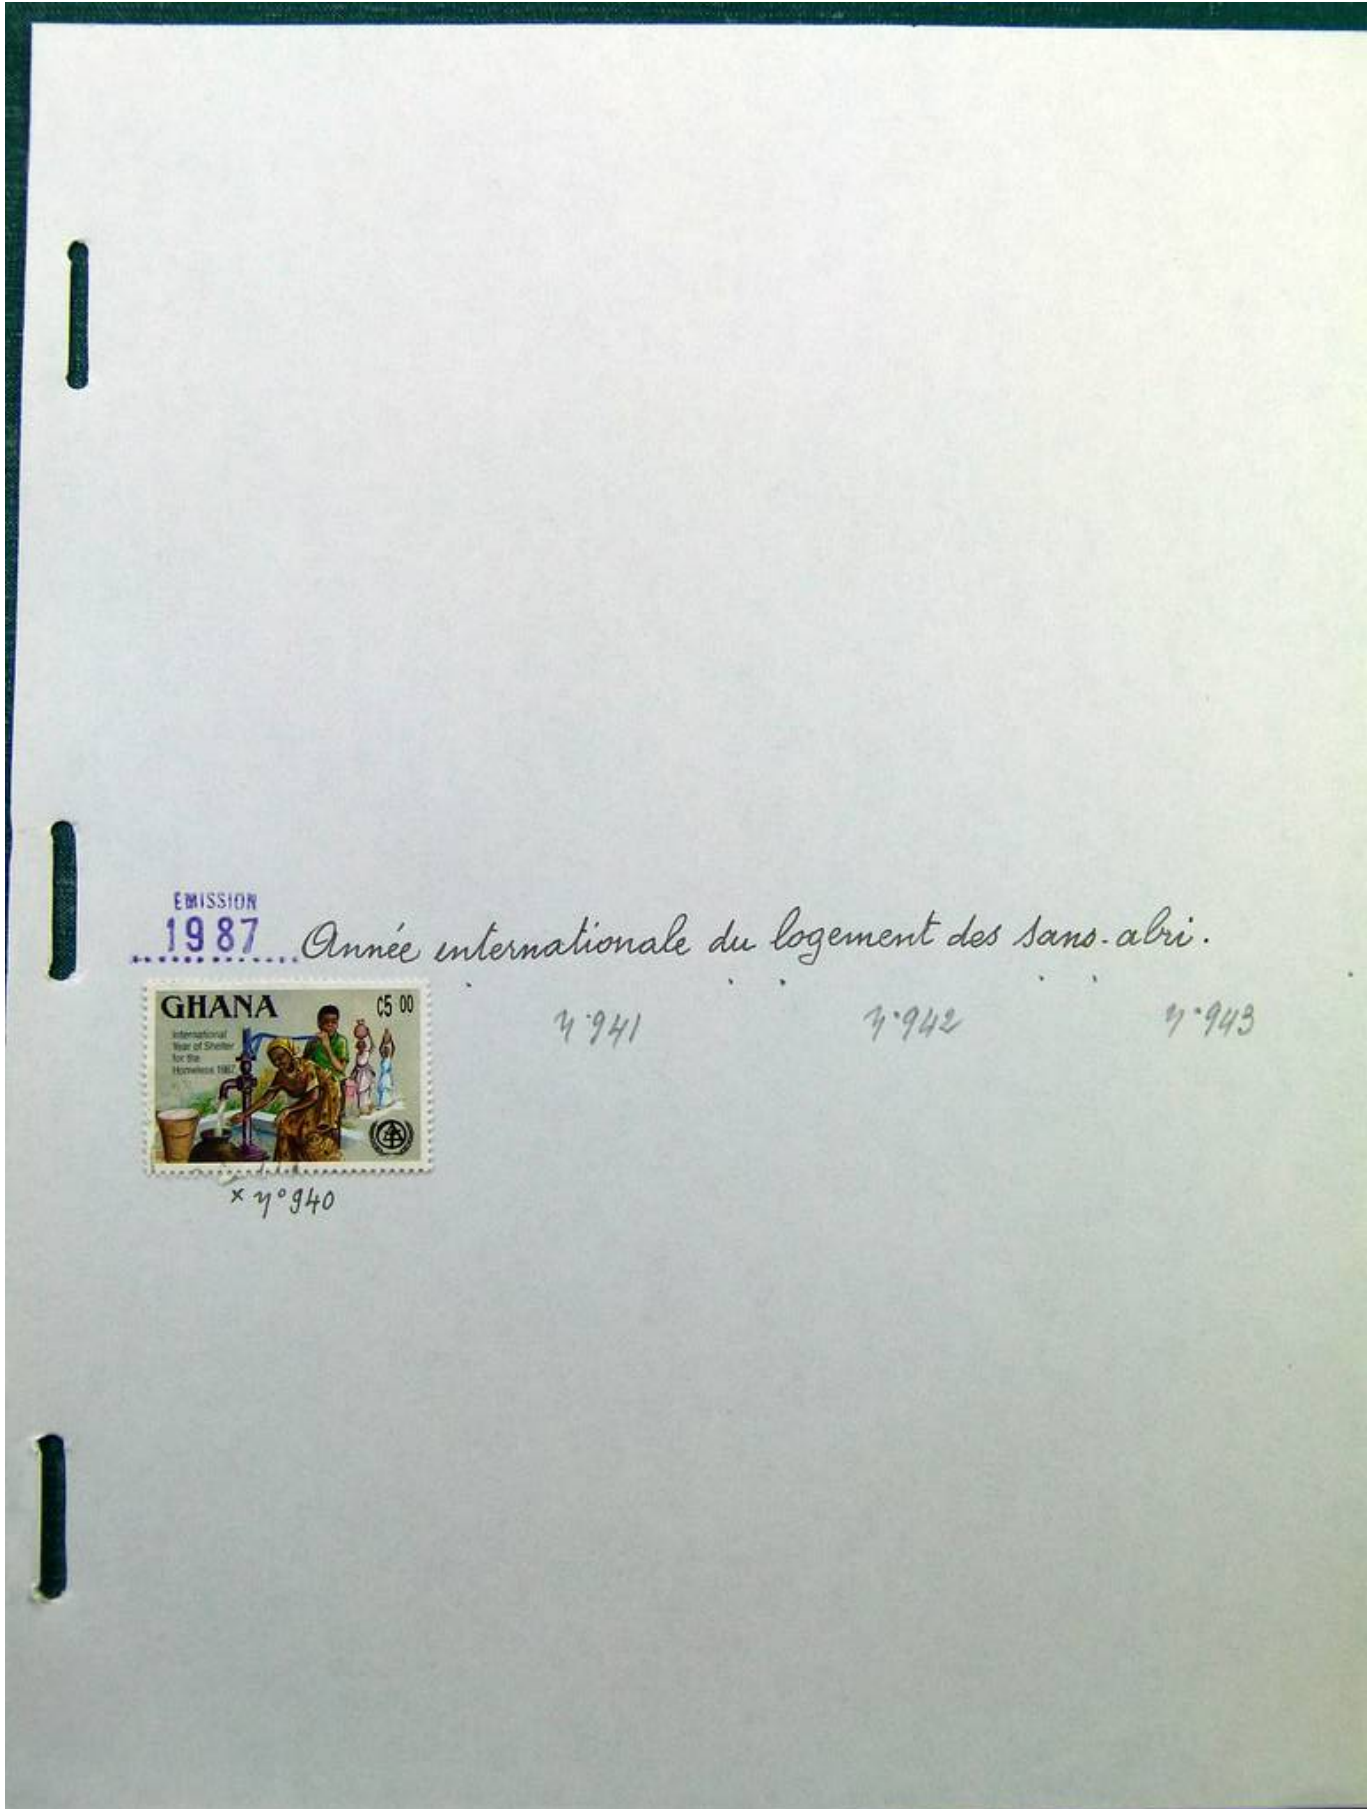 EMISSION
1987 Année internationale du logement des sans-abri.
GHANA C5 00
International
Year of Shelter
for the
Homeless 1987
n°941 n°942 n°943
x n°940